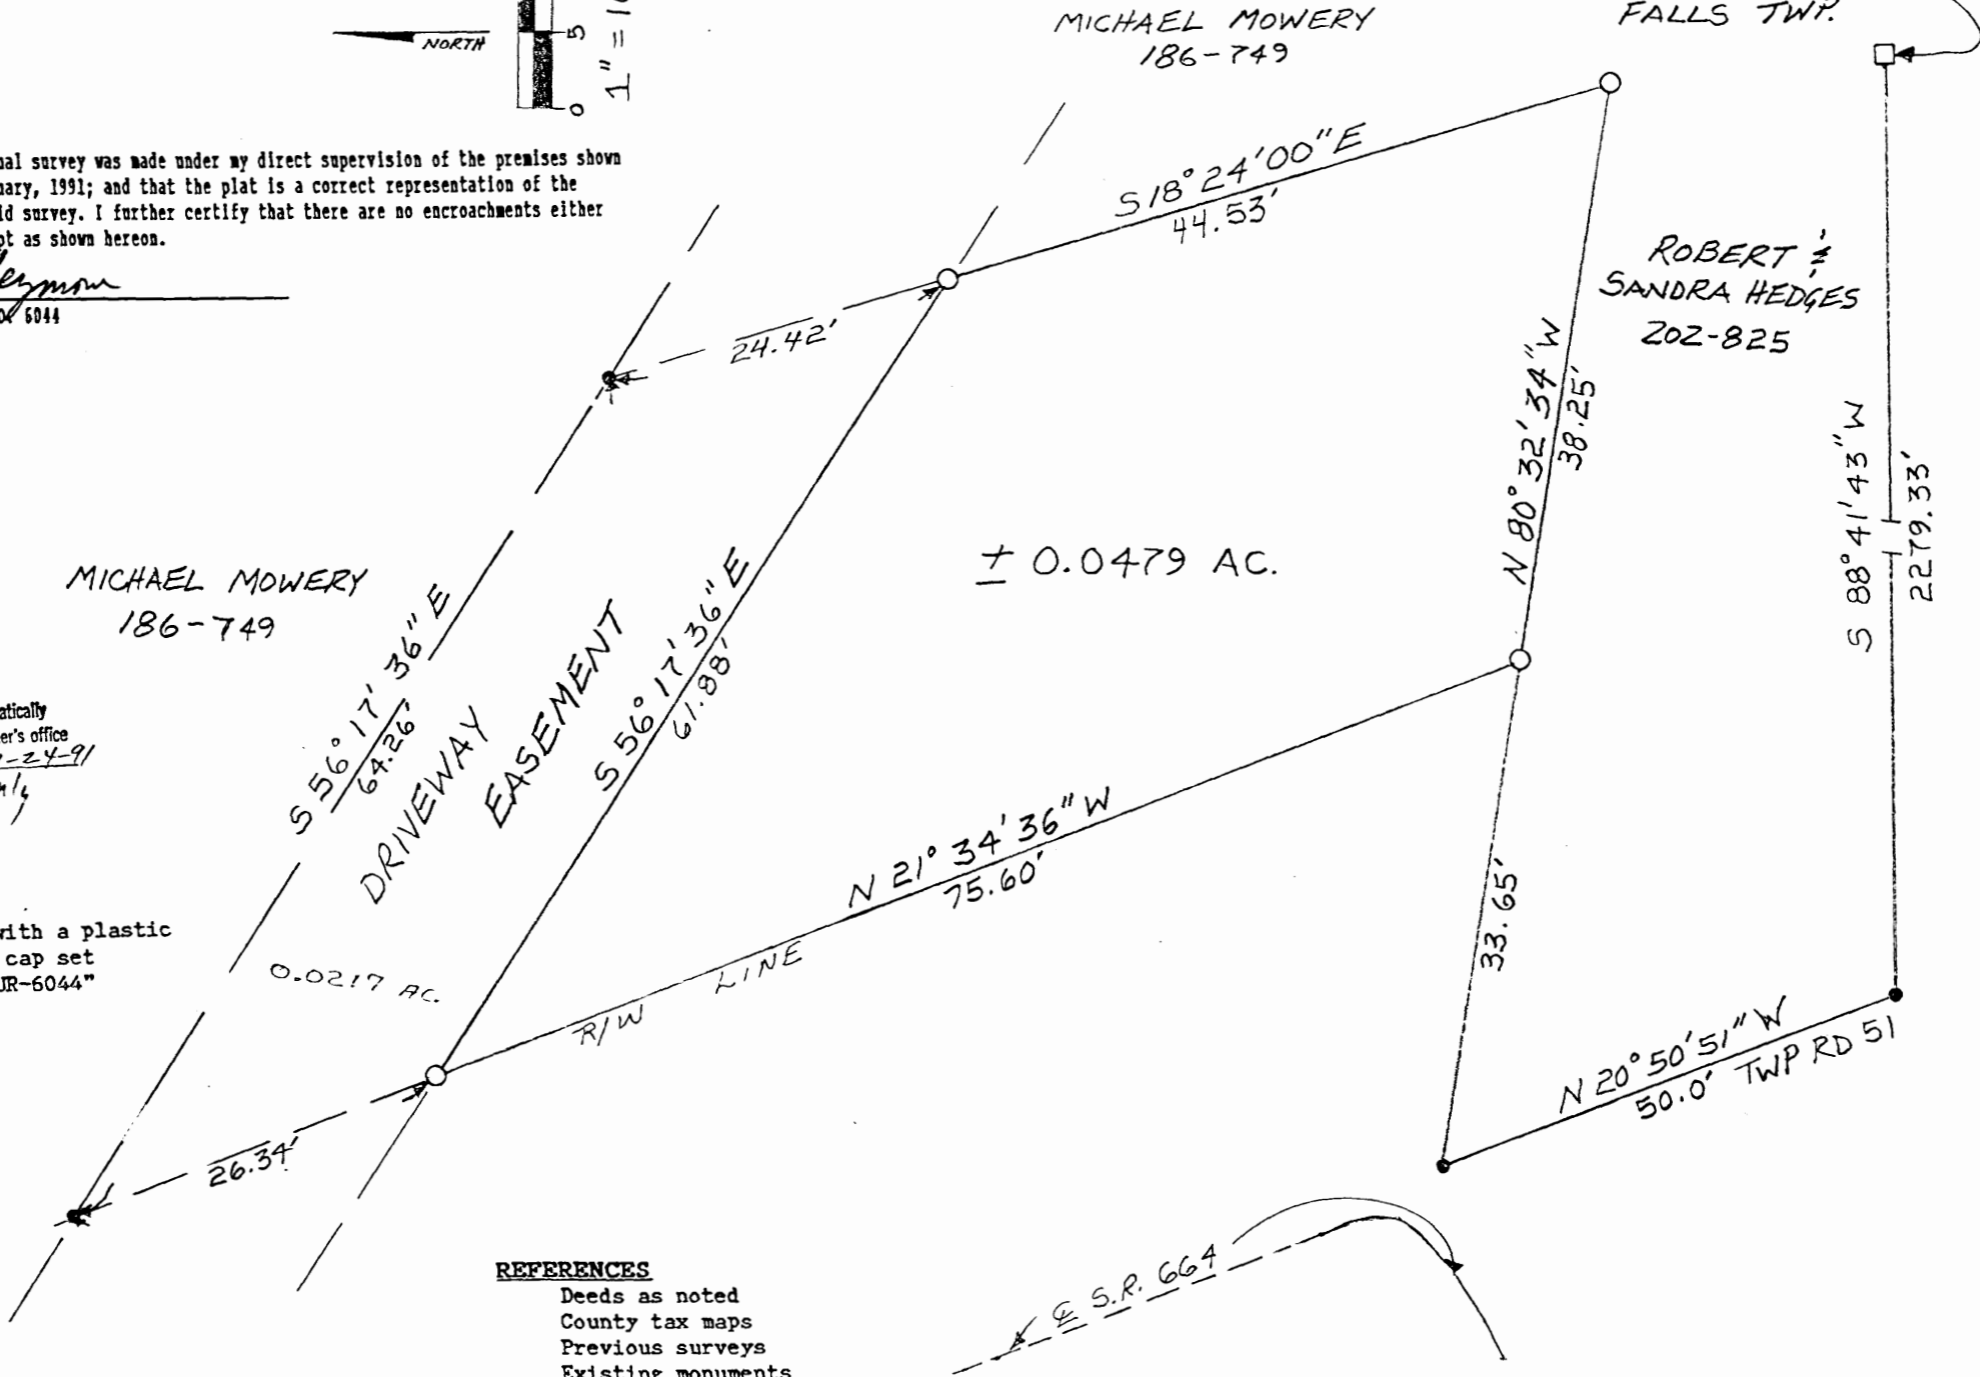 NORTH
0
5
1" = 1
MICHAEL MOWERY
186-749
FALLS TWP.
nal survey was made under my direct supervision of the premises shown
uary, 1991; and that the plat is a correct representation of the
id survey. I further certify that there are no encroachments either
pt as shown hereon.
6044
S 18° 24' 00" E
44.53'
24.42'
ROBERT &
SANDRA HEDGES
202-825
N 80° 32' 34" W
38.25'
S 88° 41' 43" W
2279.33'
± 0.0479 AC.
MICHAEL MOWERY
186-749
S 56° 17' 36" E
64.26'
DRIVEWAY
EASEMENT
S 56° 17' 36" E
61.88'
atically
er's office
-24-91
N 21° 34' 36" W
75.60'
R/W LINE
33.65'
with a plastic
cap set
UR-6044"
0.0217 AC.
N 20° 50' 51" W
50.0' TWP RD 51
26.34'
℄ S.R. 664
REFERENCES
Deeds as noted
County tax maps
Previous surveys
Existing monuments